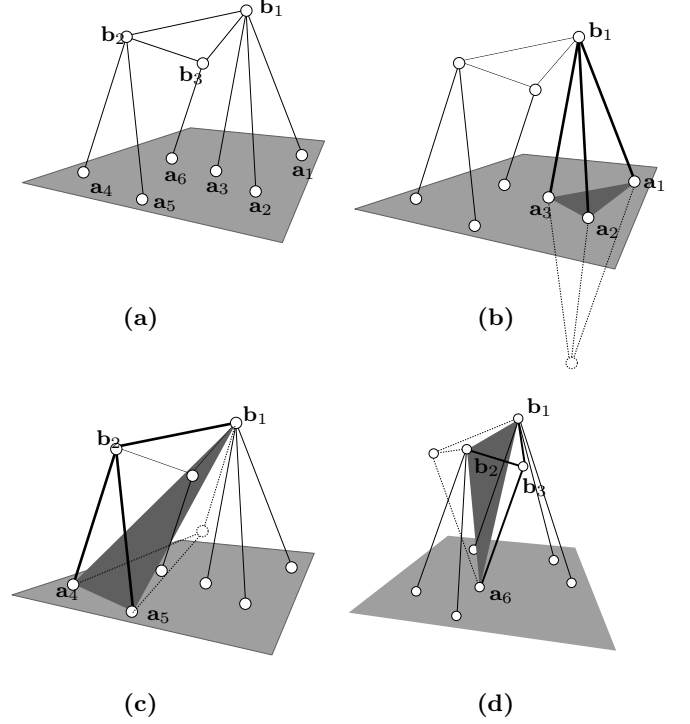 b₁
b₂
b₃
a₁
a₆
a₃
a₄
a₂
a₅
(a)
b₁
a₁
a₃
a₂
(b)
b₁
b₂
a₄
a₅
(c)
b₁
b₂
b₃
a₆
(d)